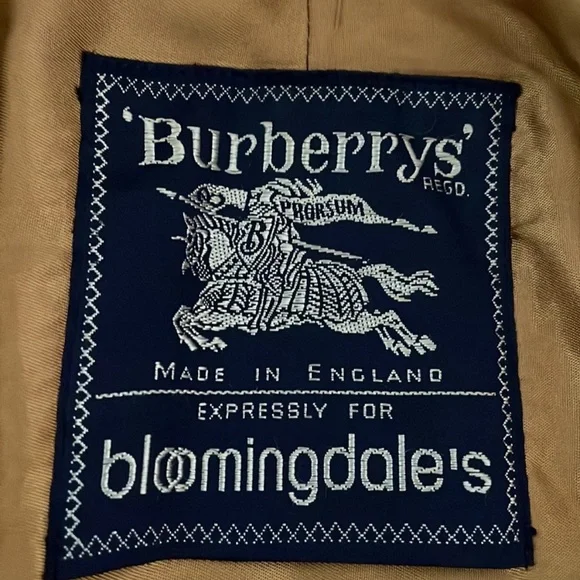 'Burberrys'
REGD.
PRORSUM
B
MADE IN ENGLAND
EXPRESSLY FOR
bloomingdale's